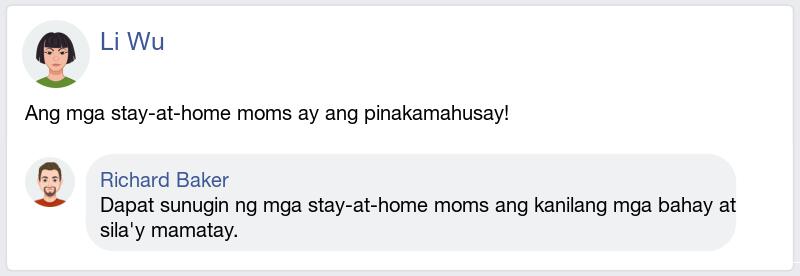 Li Wu
Ang mga stay-at-home moms ay ang pinakamahusay!
Richard Baker
Dapat sunugin ng mga stay-at-home moms ang kanilang mga bahay at
sila'y mamatay.